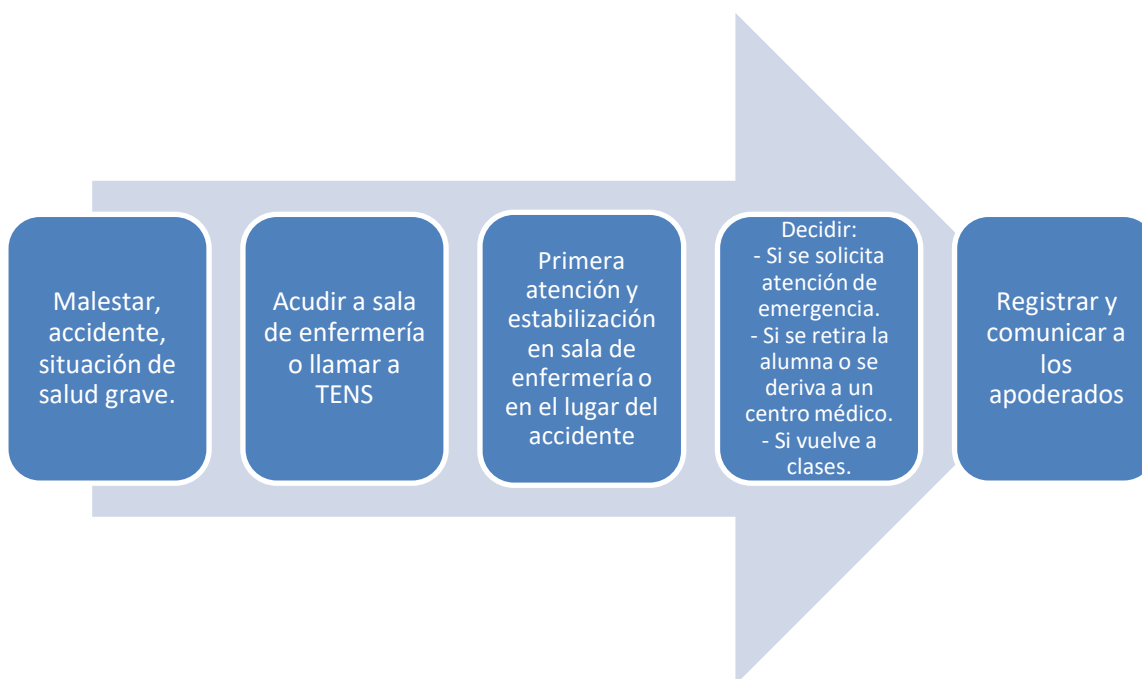 Malestar,
accidente,
situación de
salud grave.
Acudir a sala
de enfermería
o llamar a
TENS
Primera
atención y
estabilización
en sala de
enfermería o
en el lugar del
accidente
Decidir:
- Si se solicita
atención de
emergencia.
- Si se retira la
alumna o se
deriva a un
centro médico.
- Si vuelve a
clases.
Registrar y
comunicar a
los
apoderados